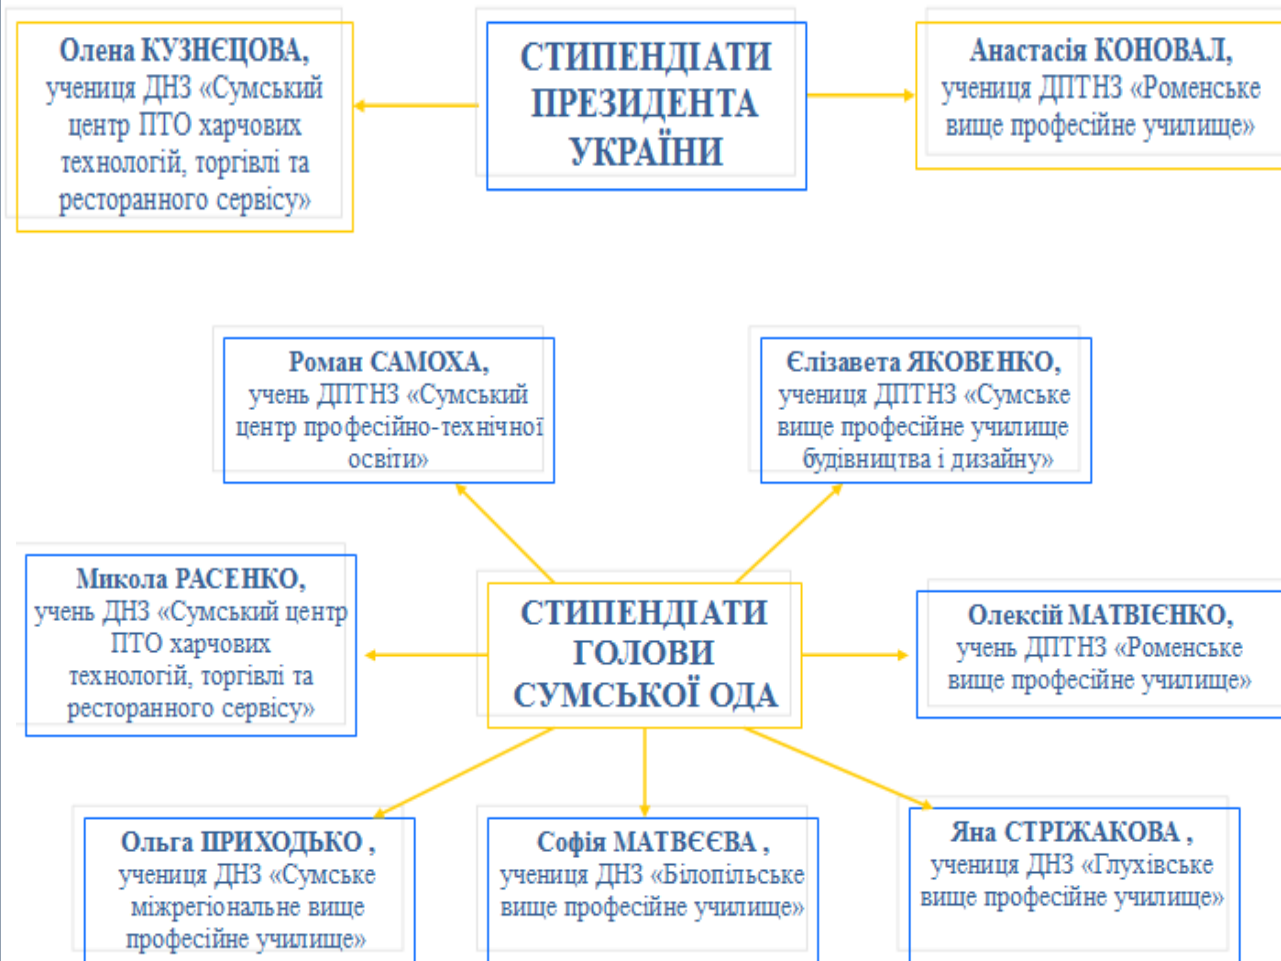 Олена КУЗНЄЦОВА,
учениця ДНЗ «Сумський
центр ПТО харчових
технологій, торгівлі та
ресторанного сервісу»
СТИПЕНДІАТИ
ПРЕЗИДЕНТА
УКРАЇНИ
Анастасія КОНОВАЛ,
учениця ДПТНЗ «Роменське
вище професійне училище»
Роман САМОХА,
учень ДПТНЗ «Сумський
центр професійно-технічної
освіти»
Єлізавета ЯКОВЕНКО,
учениця ДПТНЗ «Сумське
вище професійне училище
будівництва і дизайну»
Микола РАСЕНКО,
учень ДНЗ «Сумський центр
ПТО харчових
технологій, торгівлі та
ресторанного сервісу»
СТИПЕНДІАТИ
ГОЛОВИ
СУМСЬКОЇ ОДА
Олексій МАТВІЄНКО,
учень ДПТНЗ «Роменське
вище професійне училище»
Ольга ПРИХОДЬКО ,
учениця ДНЗ «Сумське
міжрегіональне вище
професійне училище»
Софія МАТВЄЄВА ,
учениця ДНЗ «Білопільське
вище професійне училище»
Яна СТРІЖАКОВА ,
учениця ДНЗ «Глухівське
вище професійне училище»